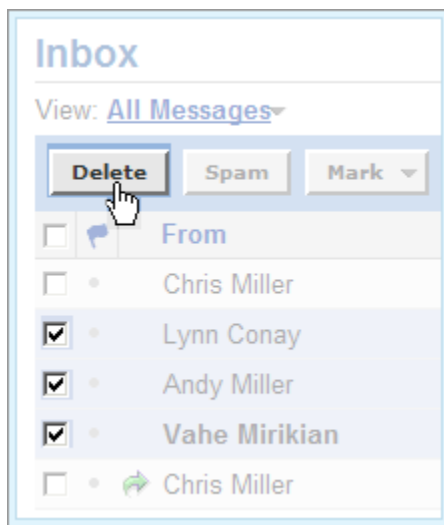 Inbox
View: All Messages
Delete Spam Mark
From
Chris Miller
Lynn Conay
Andy Miller
Vahe Mirikian
Chris Miller